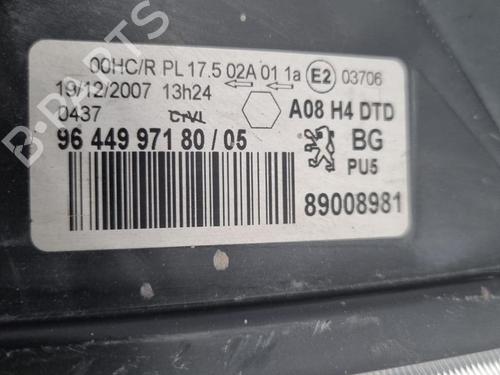 00HC/R PL 17.5 02A 01 1a E2 03706
19/12/2007 13h24
0437 A08 H4 DTD
96 449 971 80 / 05 BG
PU5
89008981
B-PARTS